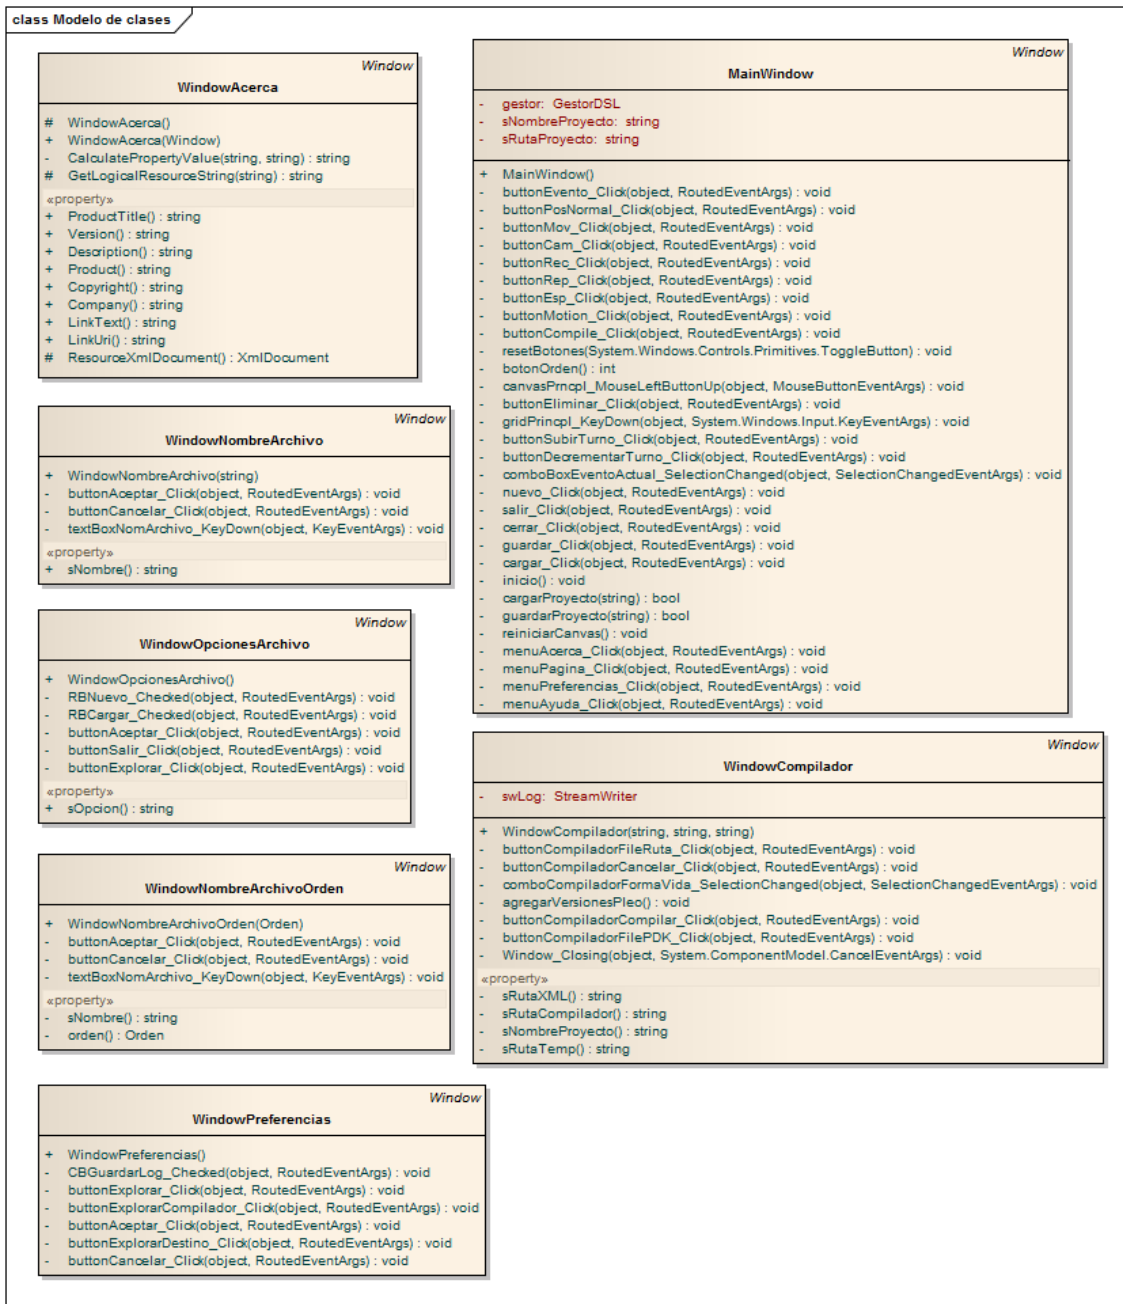 class Modelo de clases
Window
WindowAcerca
# WindowAcerca()
+ WindowAcerca(Window)
- CalculatePropertyValue(string, string) : string
# GetLogicalResourceString(string) : string
«property»
+ ProductTitle() : string
+ Version() : string
+ Description() : string
+ Product() : string
+ Copyright() : string
+ Company() : string
+ LinkText() : string
+ LinkUri() : string
# ResourceXmlDocument() : XmlDocument
Window
WindowNombreArchivo
+ WindowNombreArchivo(string)
- buttonAceptar_Click(object, RoutedEventArgs) : void
- buttonCancelar_Click(object, RoutedEventArgs) : void
- textBoxNomArchivo_KeyDown(object, KeyEventArgs) : void
«property»
+ sNombre() : string
Window
WindowOpcionesArchivo
+ WindowOpcionesArchivo()
- RBNuevo_Checked(object, RoutedEventArgs) : void
- RBCargar_Checked(object, RoutedEventArgs) : void
- buttonAceptar_Click(object, RoutedEventArgs) : void
- buttonSalir_Click(object, RoutedEventArgs) : void
- buttonExplorar_Click(object, RoutedEventArgs) : void
«property»
+ sOpcion() : string
Window
WindowNombreArchivoOrden
+ WindowNombreArchivoOrden(Orden)
- buttonAceptar_Click(object, RoutedEventArgs) : void
- buttonCancelar_Click(object, RoutedEventArgs) : void
- textBoxNomArchivo_KeyDown(object, KeyEventArgs) : void
«property»
- sNombre() : string
- orden() : Orden
Window
WindowPreferencias
+ WindowPreferencias()
- CBGuardarLog_Checked(object, RoutedEventArgs) : void
- buttonExplorar_Click(object, RoutedEventArgs) : void
- buttonExplorarCompilador_Click(object, RoutedEventArgs) : void
- buttonAceptar_Click(object, RoutedEventArgs) : void
- buttonExplorarDestino_Click(object, RoutedEventArgs) : void
- buttonCancelar_Click(object, RoutedEventArgs) : void
Window
MainWindow
- gestor: GestorDSL
- sNombreProyecto: string
- sRutaProyecto: string
+ MainWindow()
- buttonEvento_Click(object, RoutedEventArgs) : void
- buttonPosNormal_Click(object, RoutedEventArgs) : void
- buttonMov_Click(object, RoutedEventArgs) : void
- buttonCam_Click(object, RoutedEventArgs) : void
- buttonRec_Click(object, RoutedEventArgs) : void
- buttonRep_Click(object, RoutedEventArgs) : void
- buttonEsp_Click(object, RoutedEventArgs) : void
- buttonMotion_Click(object, RoutedEventArgs) : void
- buttonCompile_Click(object, RoutedEventArgs) : void
- resetBotones(System.Windows.Controls.Primitives.ToggleButton) : void
- botonOrden() : int
- canvasPrncpl_MouseLeftButtonUp(object, MouseButtonEventArgs) : void
- buttonEliminar_Click(object, RoutedEventArgs) : void
- gridPrincpl_KeyDown(object, System.Windows.Input.KeyEventArgs) : void
- buttonSubirTurno_Click(object, RoutedEventArgs) : void
- buttonDecrementarTurno_Click(object, RoutedEventArgs) : void
- comboBoxEventoActual_SelectionChanged(object, SelectionChangedEventArgs) : void
- nuevo_Click(object, RoutedEventArgs) : void
- salir_Click(object, RoutedEventArgs) : void
- cerrar_Click(object, RoutedEventArgs) : void
- guardar_Click(object, RoutedEventArgs) : void
- cargar_Click(object, RoutedEventArgs) : void
- inicio() : void
- cargarProyecto(string) : bool
- guardarProyecto(string) : bool
- reiniciarCanvas() : void
- menuAcerca_Click(object, RoutedEventArgs) : void
- menuPagina_Click(object, RoutedEventArgs) : void
- menuPreferencias_Click(object, RoutedEventArgs) : void
- menuAyuda_Click(object, RoutedEventArgs) : void
Window
WindowCompilador
- swLog: StreamWriter
+ WindowCompilador(string, string, string)
- buttonCompiladorFileRuta_Click(object, RoutedEventArgs) : void
- buttonCompiladorCancelar_Click(object, RoutedEventArgs) : void
- comboCompiladorFormaVida_SelectionChanged(object, SelectionChangedEventArgs) : void
- agregarVersionesPleo() : void
- buttonCompiladorCompilar_Click(object, RoutedEventArgs) : void
- buttonCompiladorFilePDK_Click(object, RoutedEventArgs) : void
- Window_Closing(object, System.ComponentModel.CancelEventArgs) : void
«property»
- sRutaXML() : string
- sRutaCompilador() : string
- sNombreProyecto() : string
- sRutaTemp() : string